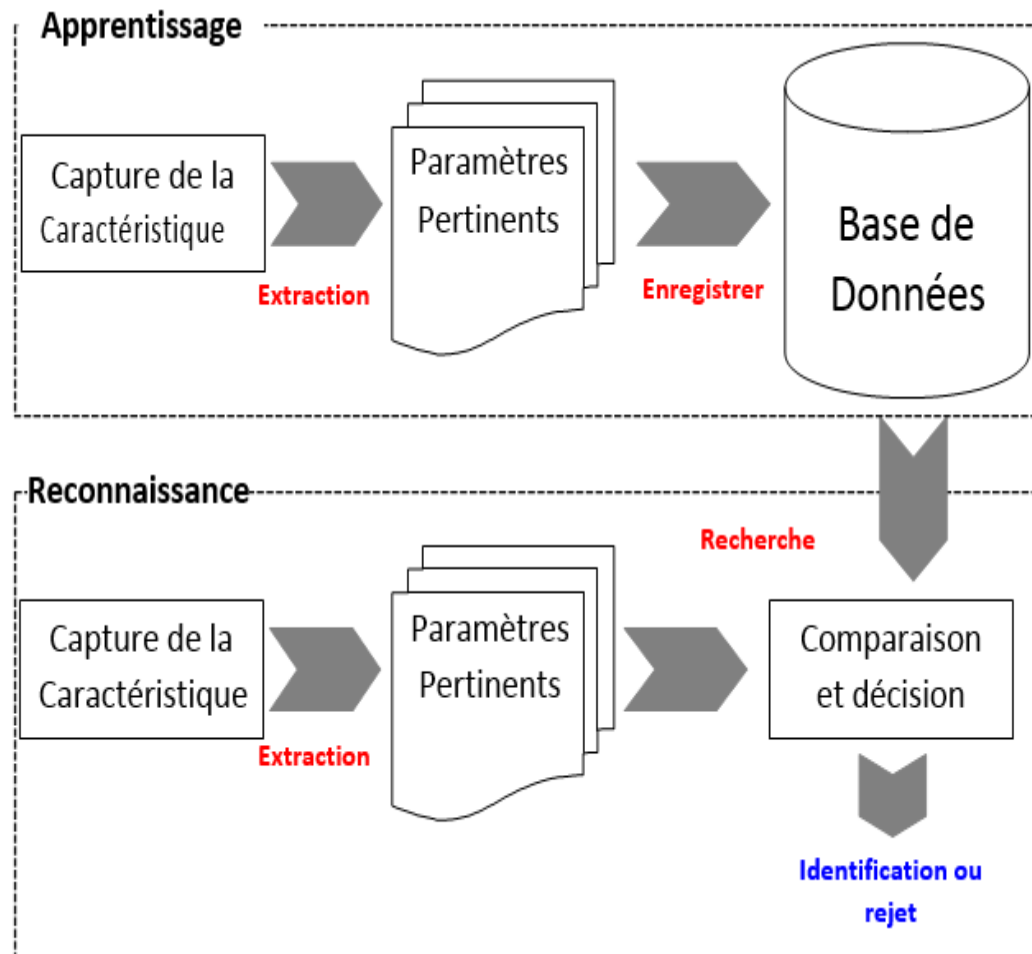 Apprentissage
Capture de la
Caractéristique
Extraction
Paramètres
Pertinents
Enregistrer
Base de
Données
Reconnaissance
Recherche
Capture de la
Caractéristique
Extraction
Paramètres
Pertinents
Comparaison
et décision
Identification ou
rejet